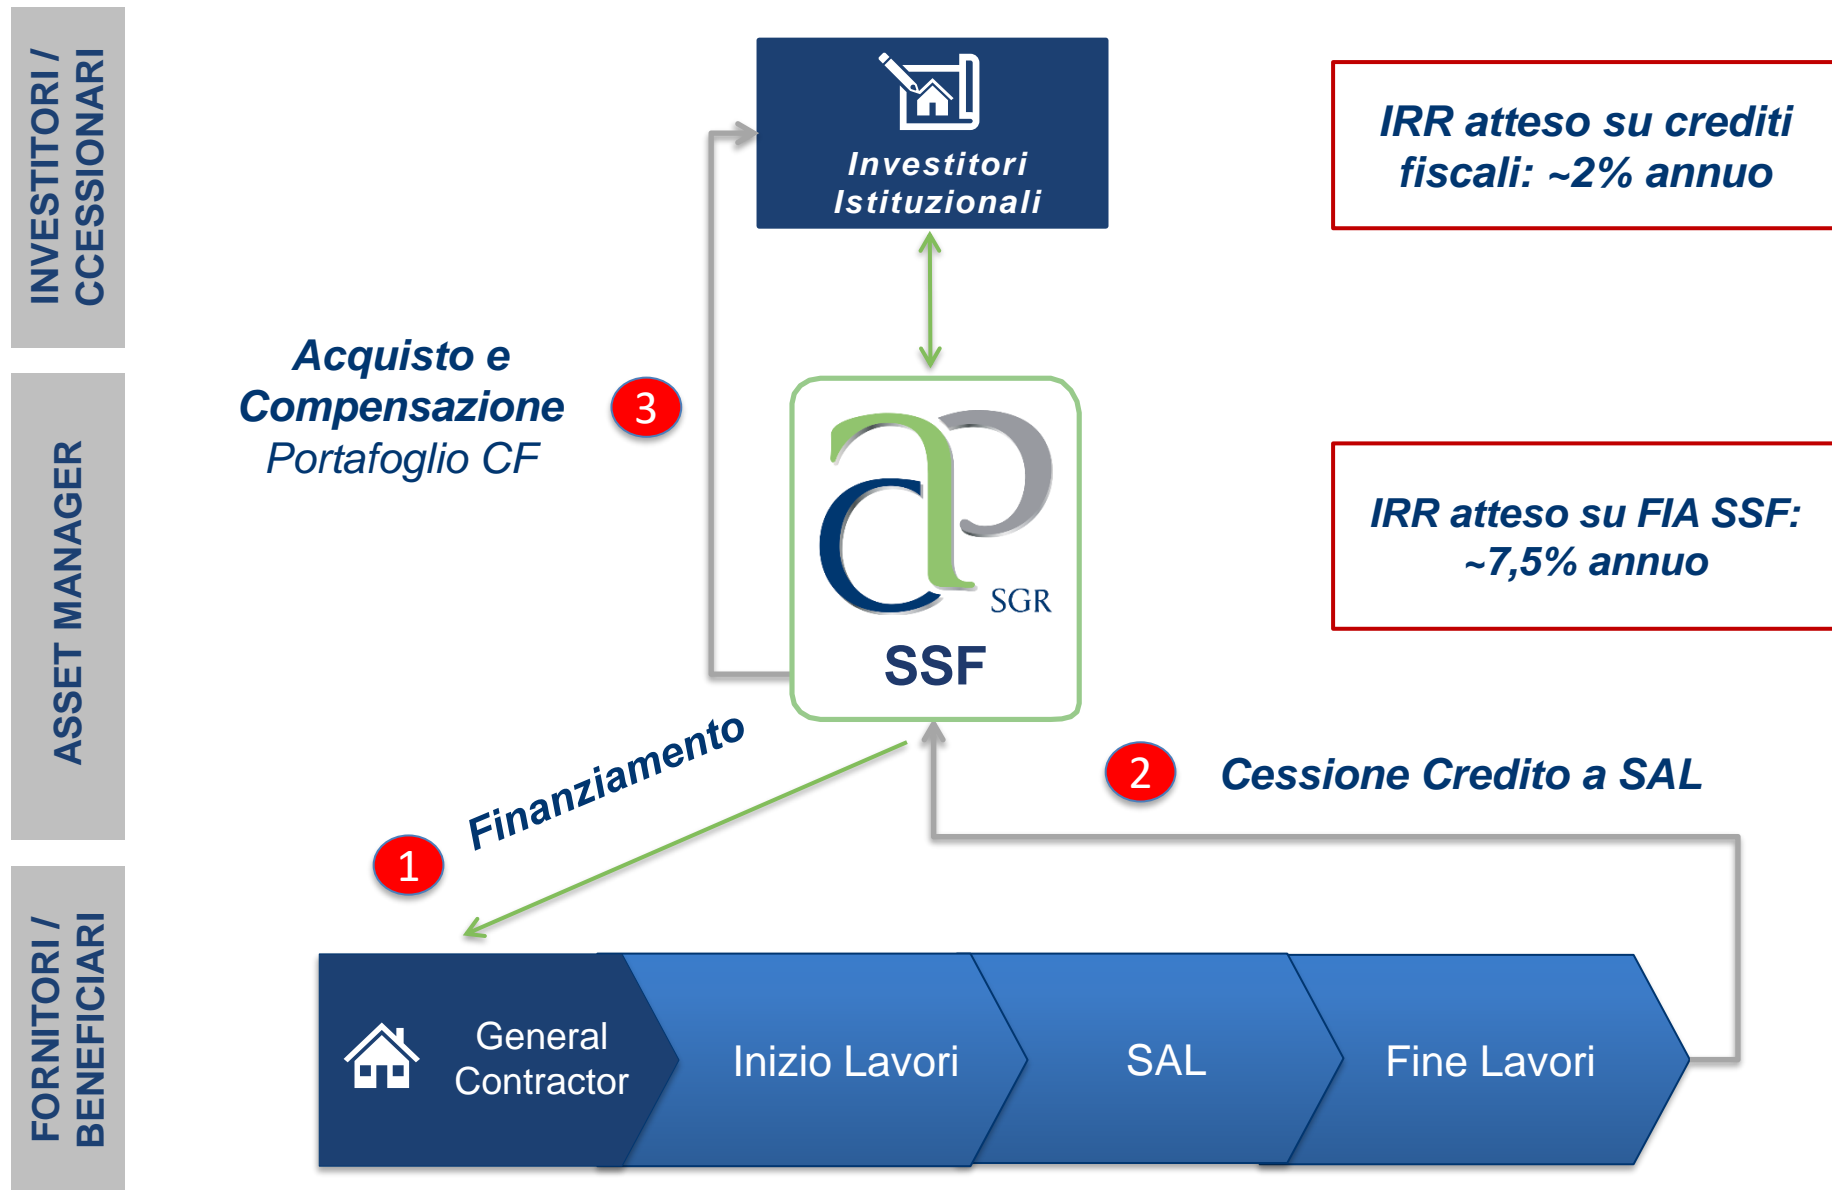 INVESTITORI /
CCESSIONARI
Investitori
Istituzionali
IRR atteso su crediti
fiscali: ~2% annuo
Acquisto e
Compensazione
Portafoglio CF
3
ASSET MANAGER
SGR
SSF
IRR atteso su FIA SSF:
~7,5% annuo
Finanziamento
1
2
Cessione Credito a SAL
FORNITORI /
BENEFICIARI
General
Contractor
Inizio Lavori
SAL
Fine Lavori